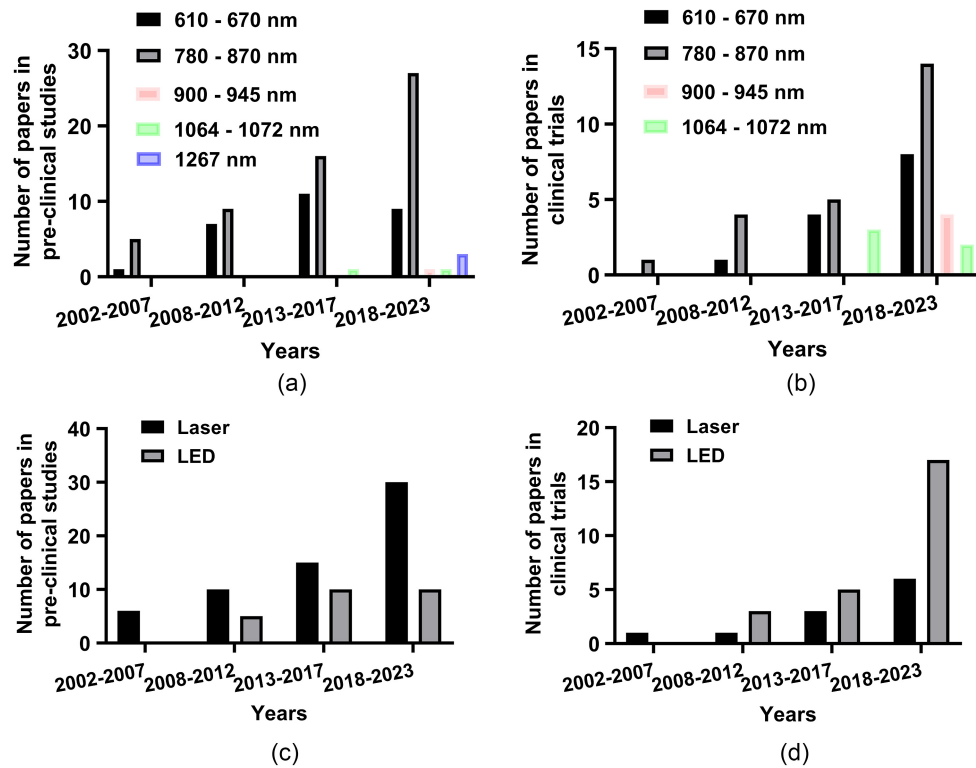 610 - 670 nm
780 - 870 nm
900 - 945 nm
1064 - 1072 nm
1267 nm
Number of papers in
pre-clinical studies
30
20
10
0
2002-2007
2008-2012
2013-2017
2018-2023
Years
(a)
610 - 670 nm
780 - 870 nm
900 - 945 nm
1064 - 1072 nm
Number of papers in
clinical trials
15
10
5
0
2002-2007
2008-2012
2013-2017
2018-2023
Years
(b)
Laser
LED
Number of papers in
pre-clinical studies
40
30
20
10
0
2002-2007
2008-2012
2013-2017
2018-2023
Years
(c)
Laser
LED
Number of papers in
clinical trials
20
15
10
5
0
2002-2007
2008-2012
2013-2017
2018-2023
Years
(d)